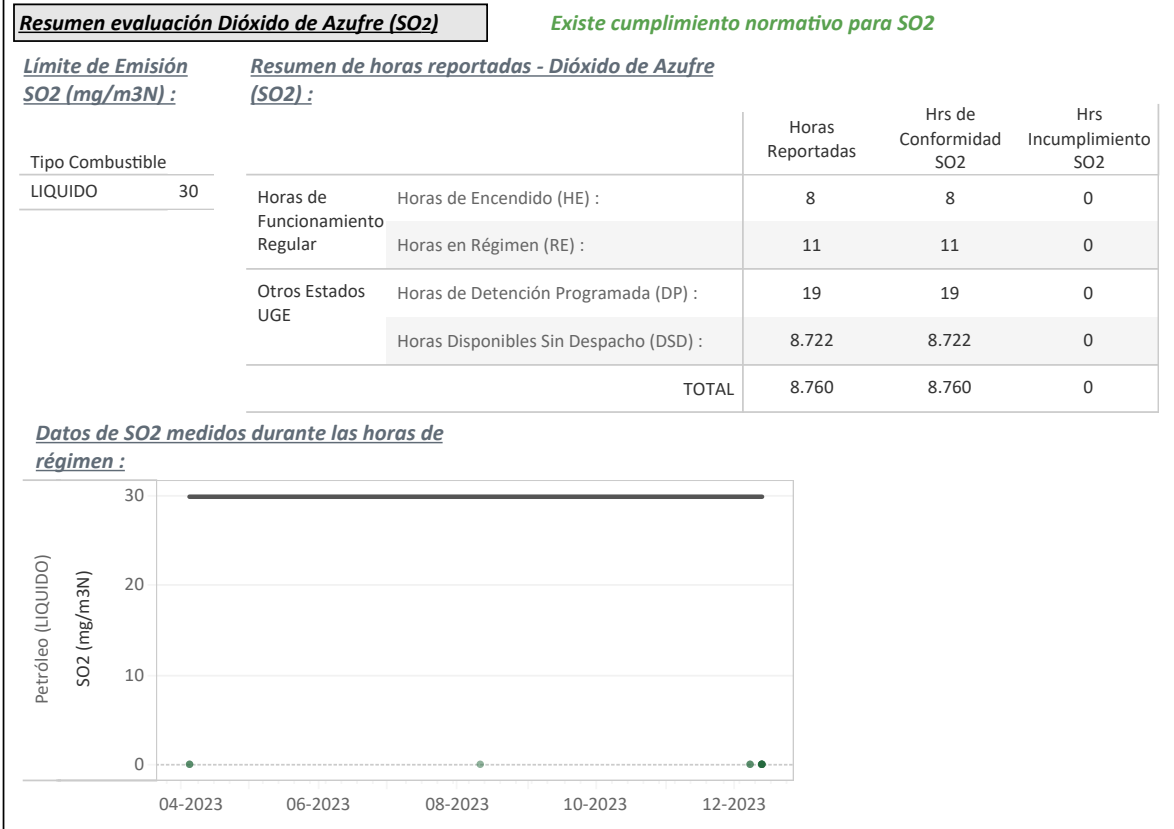 Resumen evaluación Dióxido de Azufre (SO2)
Existe cumplimiento normativo para SO2
Límite de Emisión
SO2 (mg/m3N) :
Resumen de horas reportadas - Dióxido de Azufre
(SO2) :
Tipo Combustible
LIQUIDO 30
Horas
Reportadas
Hrs de
Conformidad
SO2
Hrs
Incumplimiento
SO2
Horas de
Funcionamiento
Regular
Horas de Encendido (HE) : 8 8 0
Horas en Régimen (RE) : 11 11 0
Otros Estados
UGE
Horas de Detención Programada (DP) : 19 19 0
Horas Disponibles Sin Despacho (DSD) : 8.722 8.722 0
TOTAL 8.760 8.760 0
Datos de SO2 medidos durante las horas de
régimen :
Petróleo (LIQUIDO)
SO2 (mg/m3N)
30
20
10
0
04-2023 06-2023 08-2023 10-2023 12-2023